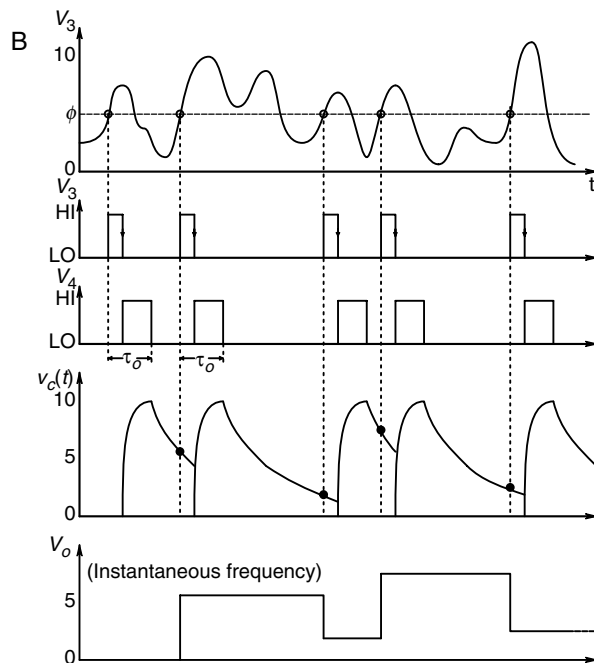 B
V3
10
ϕ
0
t
V3
HI
LO
V4
HI
LO
τo
τo
vc(t)
10
5
0
Vo
(Instantaneous frequency)
5
0